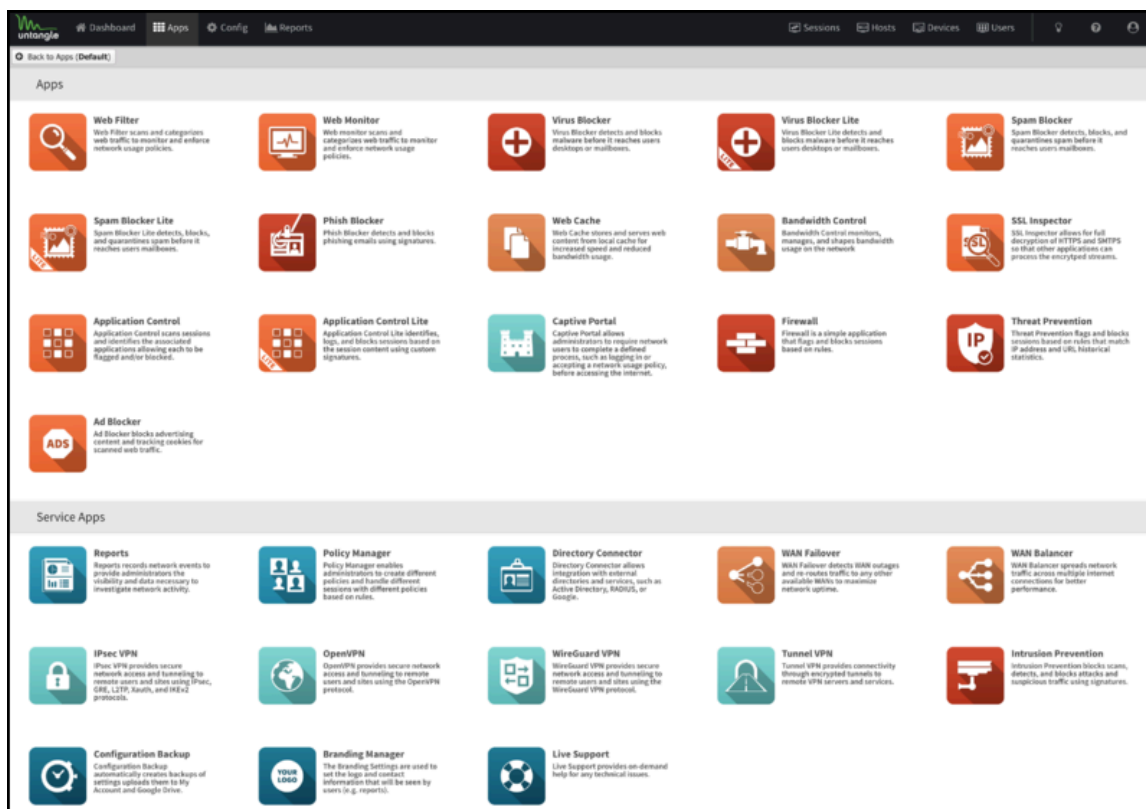 untangle
Dashboard
Apps
Config
Reports
Sessions
Hosts
Devices
Users
Back to Apps (Default)
Apps
Web Filter
Web Filter scans and categorizes
web traffic to monitor and enforce
network usage policies.
Web Monitor
Web monitor scans and
categorizes web traffic to monitor
and enforce network usage
policies.
Virus Blocker
Virus Blocker detects and blocks
malware before it reaches users
desktops or mailboxes.
LITE
Virus Blocker Lite
Virus Blocker Lite detects and
blocks malware before it reaches
users desktops or mailboxes.
Spam Blocker
Spam Blocker detects, blocks, and
quarantines spam before it
reaches users mailboxes.
LITE
Spam Blocker Lite
Spam Blocker Lite detects, blocks,
and quarantines spam before it
reaches users mailboxes.
Phish Blocker
Phish Blocker detects and blocks
phishing emails using signatures.
Web Cache
Web Cache stores and serves web
content from local cache for
increased speed and reduced
bandwidth usage.
Bandwidth Control
Bandwidth Control monitors,
manages, and shapes bandwidth
usage on the network
SSL
SSL Inspector
SSL Inspector allows for full
decryption of HTTPS and SMTPS
so that other applications can
process the encrytped streams.
Application Control
Application Control scans sessions
and identifies the associated
applications allowing each to be
flagged and/or blocked.
LITE
Application Control Lite
Application Control Lite identifies,
logs, and blocks sessions based on
the session content using custom
signatures.
Captive Portal
Captive Portal allows
administrators to require network
users to complete a defined
process, such as logging in or
accepting a network usage policy,
before accessing the internet.
Firewall
Firewall is a simple application
that flags and blocks sessions
based on rules.
IP
Threat Prevention
Threat Prevention flags and blocks
sessions based on rules that match
IP address and URL historical
statistics.
ADS
Ad Blocker
Ad Blocker blocks advertising
content and tracking cookies for
scanned web traffic.
Service Apps
Reports
Reports records network events to
provide administrators the
visibility and data necessary to
investigate network activity.
Policy Manager
Policy Manager enables
administrators to create different
policies and handle different
sessions with different policies
based on rules.
Directory Connector
Directory Connector allows
integration with external
directories and services, such as
Active Directory, RADIUS, or
Google.
WAN Failover
WAN Failover detects WAN outages
and re-routes traffic to any other
available WANs to maximize
network uptime.
WAN Balancer
WAN Balancer spreads network
traffic across multiple internet
connections for better
performance.
IPsec VPN
IPsec VPN provides secure
network access and tunneling to
remote users and sites using IPsec,
GRE, L2TP, Xauth, and IKEv2
protocols.
OpenVPN
OpenVPN provides secure network
access and tunneling to remote
users and sites using the OpenVPN
protocol.
WireGuard VPN
WireGuard VPN provides secure
network access and tunneling to
remote users and sites using the
WireGuard VPN protocol.
Tunnel VPN
Tunnel VPN provides connectivity
through encrypted tunnels to
remote VPN servers and services.
Intrusion Prevention
Intrusion Prevention blocks scans,
detects, and blocks attacks and
suspicious traffic using signatures.
Configuration Backup
Configuration Backup
automatically creates backups of
settings uploads them to My
Account and Google Drive.
YOUR
LOGO
Branding Manager
The Branding Settings are used to
set the logo and contact
information that will be seen by
users (e.g. reports).
Live Support
Live Support provides on-demand
help for any technical issues.